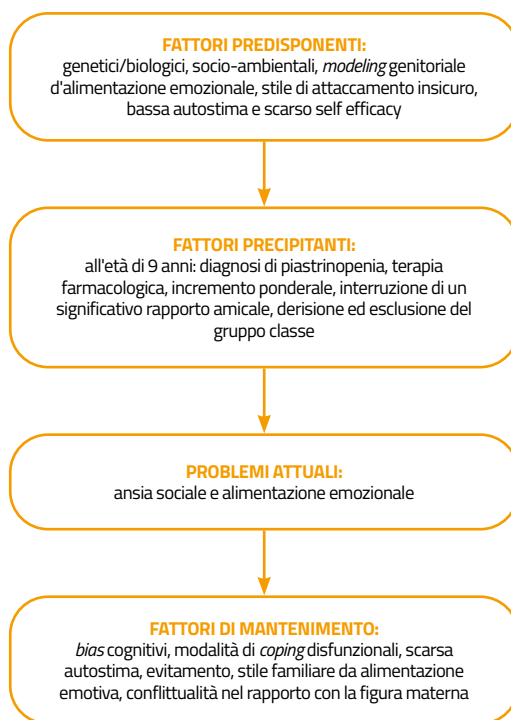 FATTORI PREDISPONENTI:
genetici/biologici, socio-ambientali, modeling genitoriale
d'alimentazione emozionale, stile di attaccamento insicuro,
bassa autostima e scarso self efficacy
FATTORI PRECIPITANTI:
all'età di 9 anni: diagnosi di piastrinopenia, terapia
farmacologica, incremento ponderale, interruzione di un
significativo rapporto amicale, derisione ed esclusione del
gruppo classe
PROBLEMI ATTUALI:
ansia sociale e alimentazione emozionale
FATTORI DI MANTENIMENTO:
bias cognitivi, modalità di coping disfunzionali, scarsa
autostima, evitamento, stile familiare da alimentazione
emotiva, conflittualità nel rapporto con la figura materna